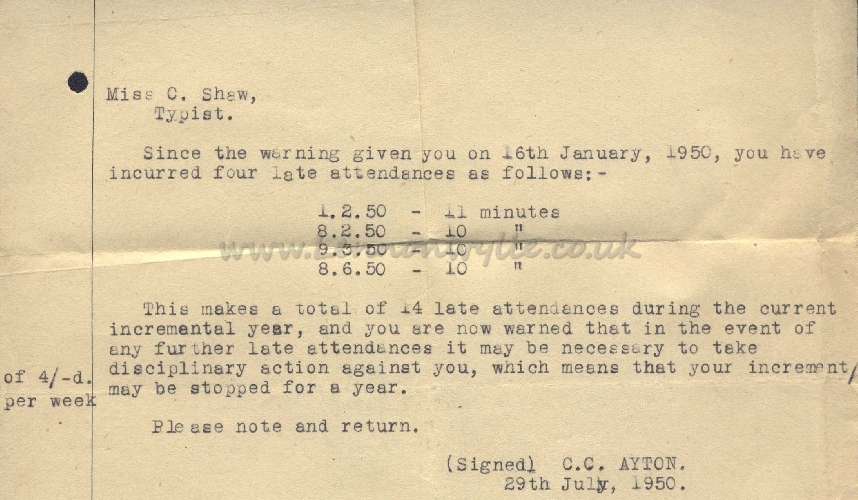 Miss C. Shaw,
Typist.
Since the warning given you on 16th January, 1950, you have
incurred four late attendances as follows:-
1.2.50 - 11 minutes
8.2.50 - 10 "
9.3.50 - 10 "
8.6.50 - 10 "
This makes a total of 14 late attendances during the current
incremental year, and you are now warned that in the event of
any further late attendances it may be necessary to take
disciplinary action against you, which means that your increment/
of 4/-d.
per week
may be stopped for a year.
Please note and return.
(Signed) C.C. AYTON.
29th July, 1950.